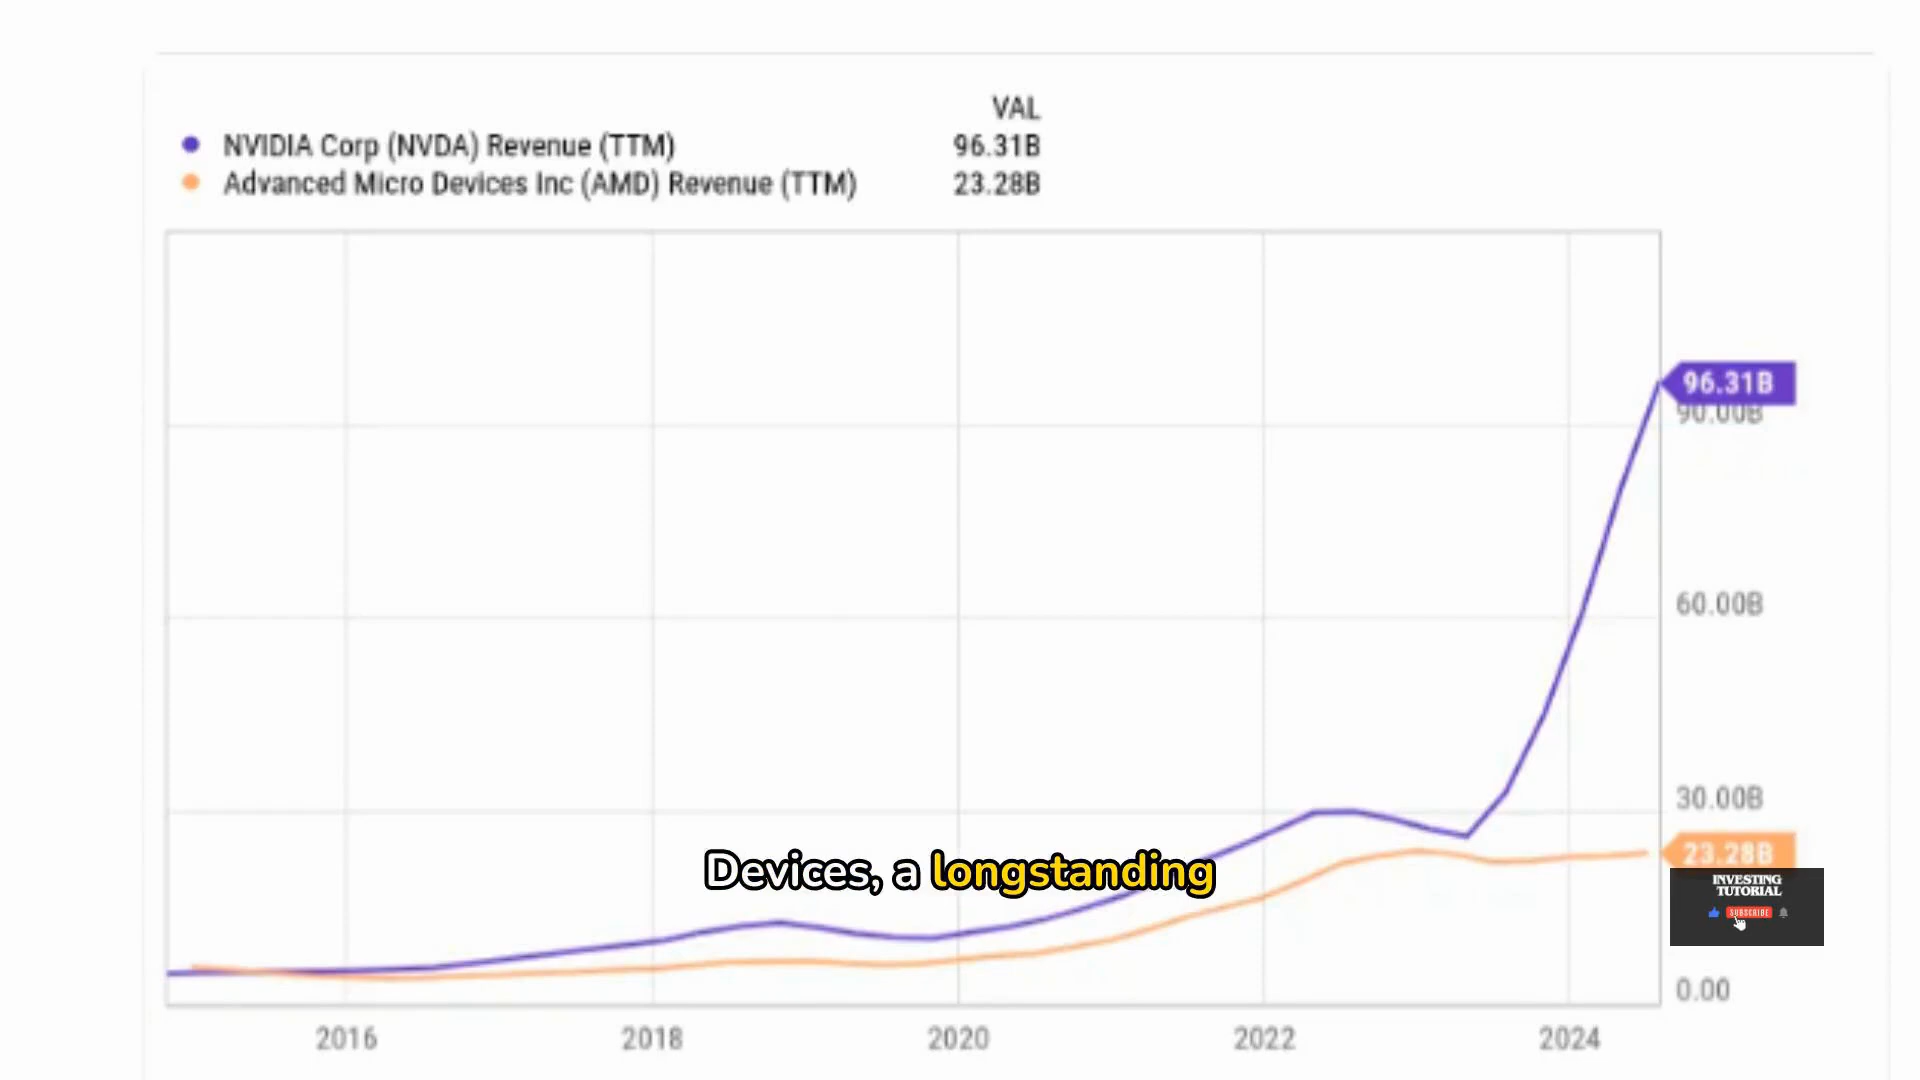 VAL
NVIDIA Corp (NVDA) Revenue (TTM) 96.31B
Advanced Micro Devices Inc (AMD) Revenue (TTM) 23.28B
96.31B
90.00B
60.00B
30.00B
23.28B
Devices, a longstanding
INVESTING
TUTORIAL
SUBSCRIBE
0.00
2016 2018 2020 2022 2024